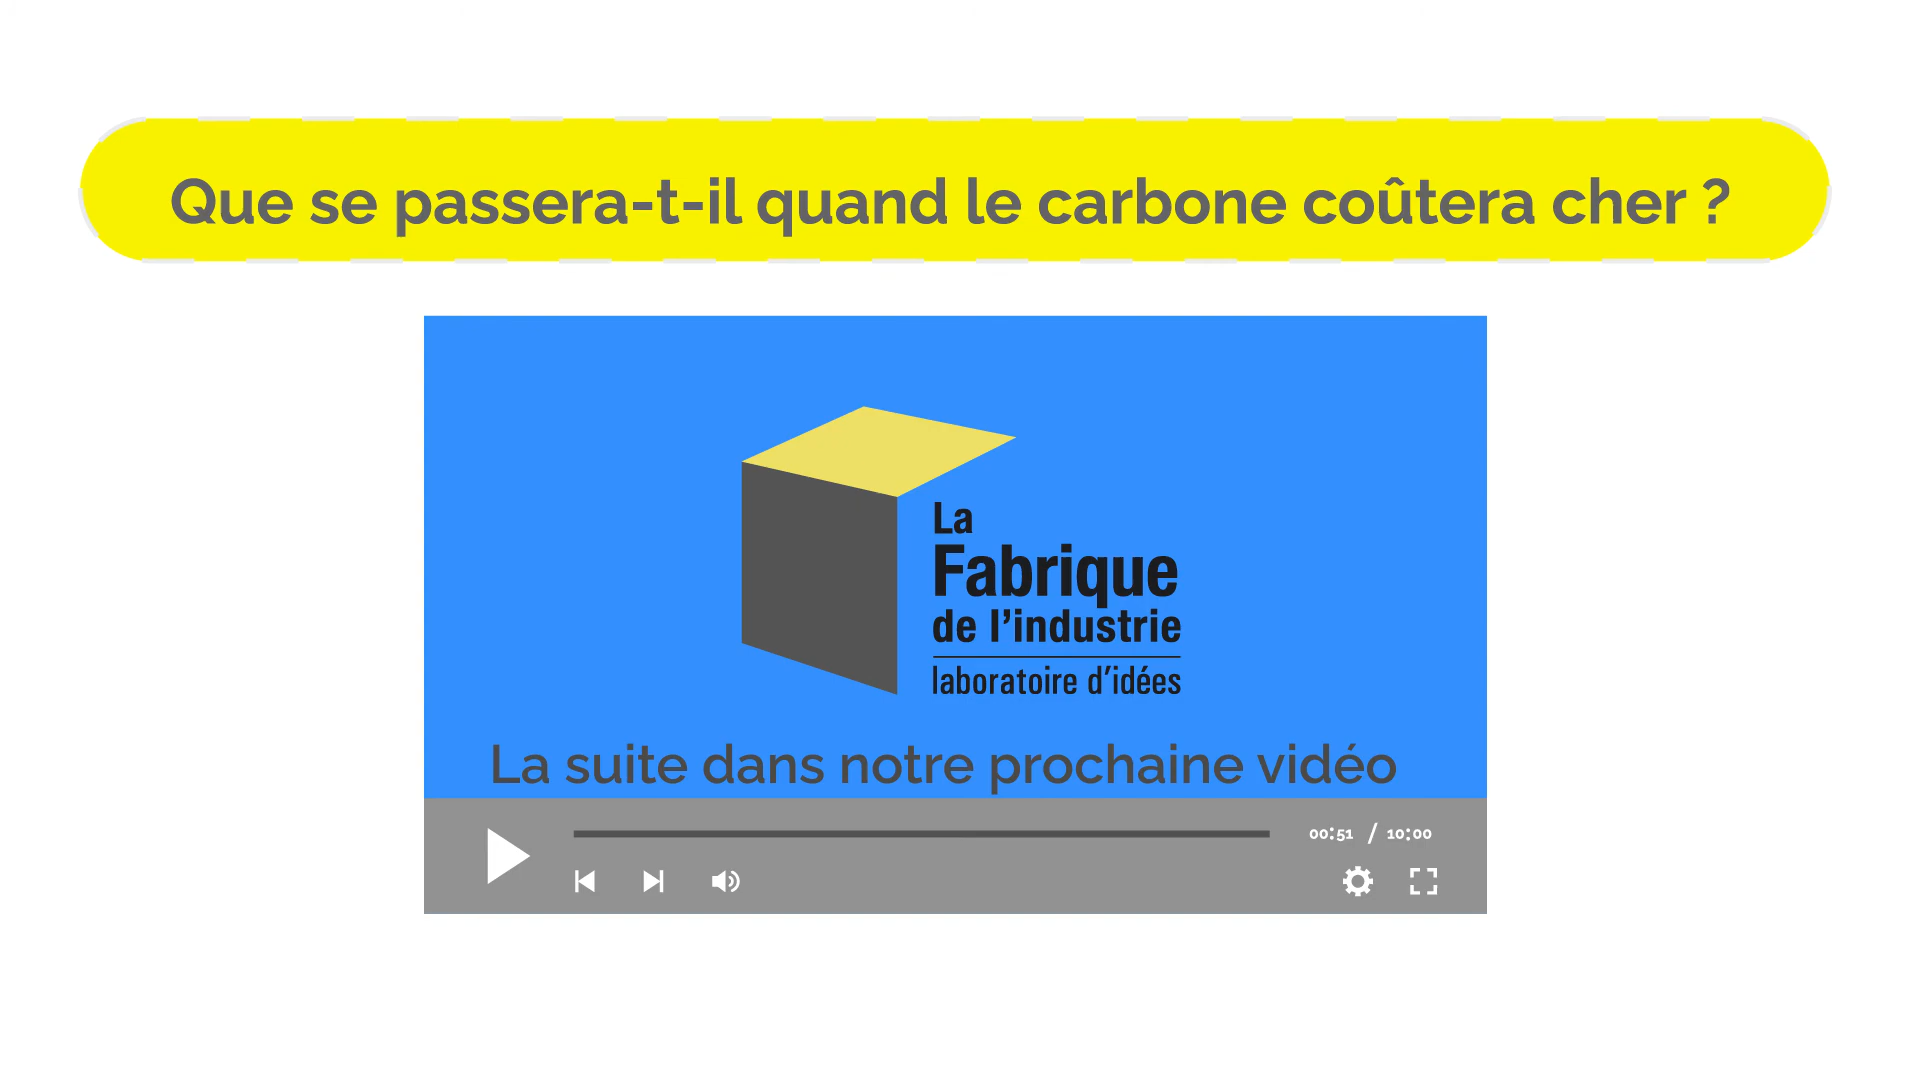 Que se passera-t-il quand le carbone coûtera cher ?
La
Fabrique
de l'industrie
laboratoire d'idées
La suite dans notre prochaine vidéo
00:51 / 10:00